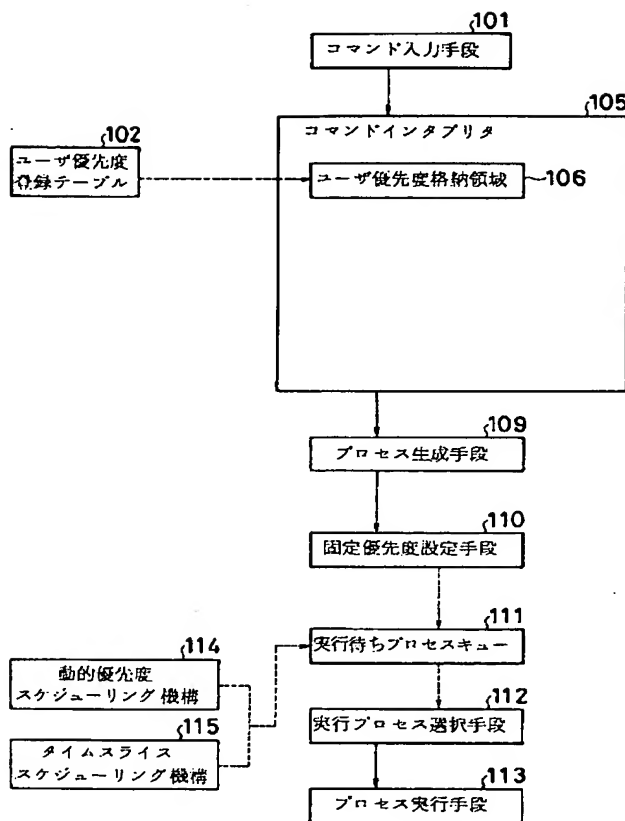 101
コマンド入力手段
105
コマンドインタプリタ
102
ユーザ優先度
登録テーブル
ユーザ優先度格納領域
106
109
プロセス生成手段
110
固定優先度設定手段
111
実行待ちプロセスキュー
114
動的優先度
スケジューリング機構
112
実行プロセス選択手段
115
タイムスライス
スケジューリング機構
113
プロセス実行手段